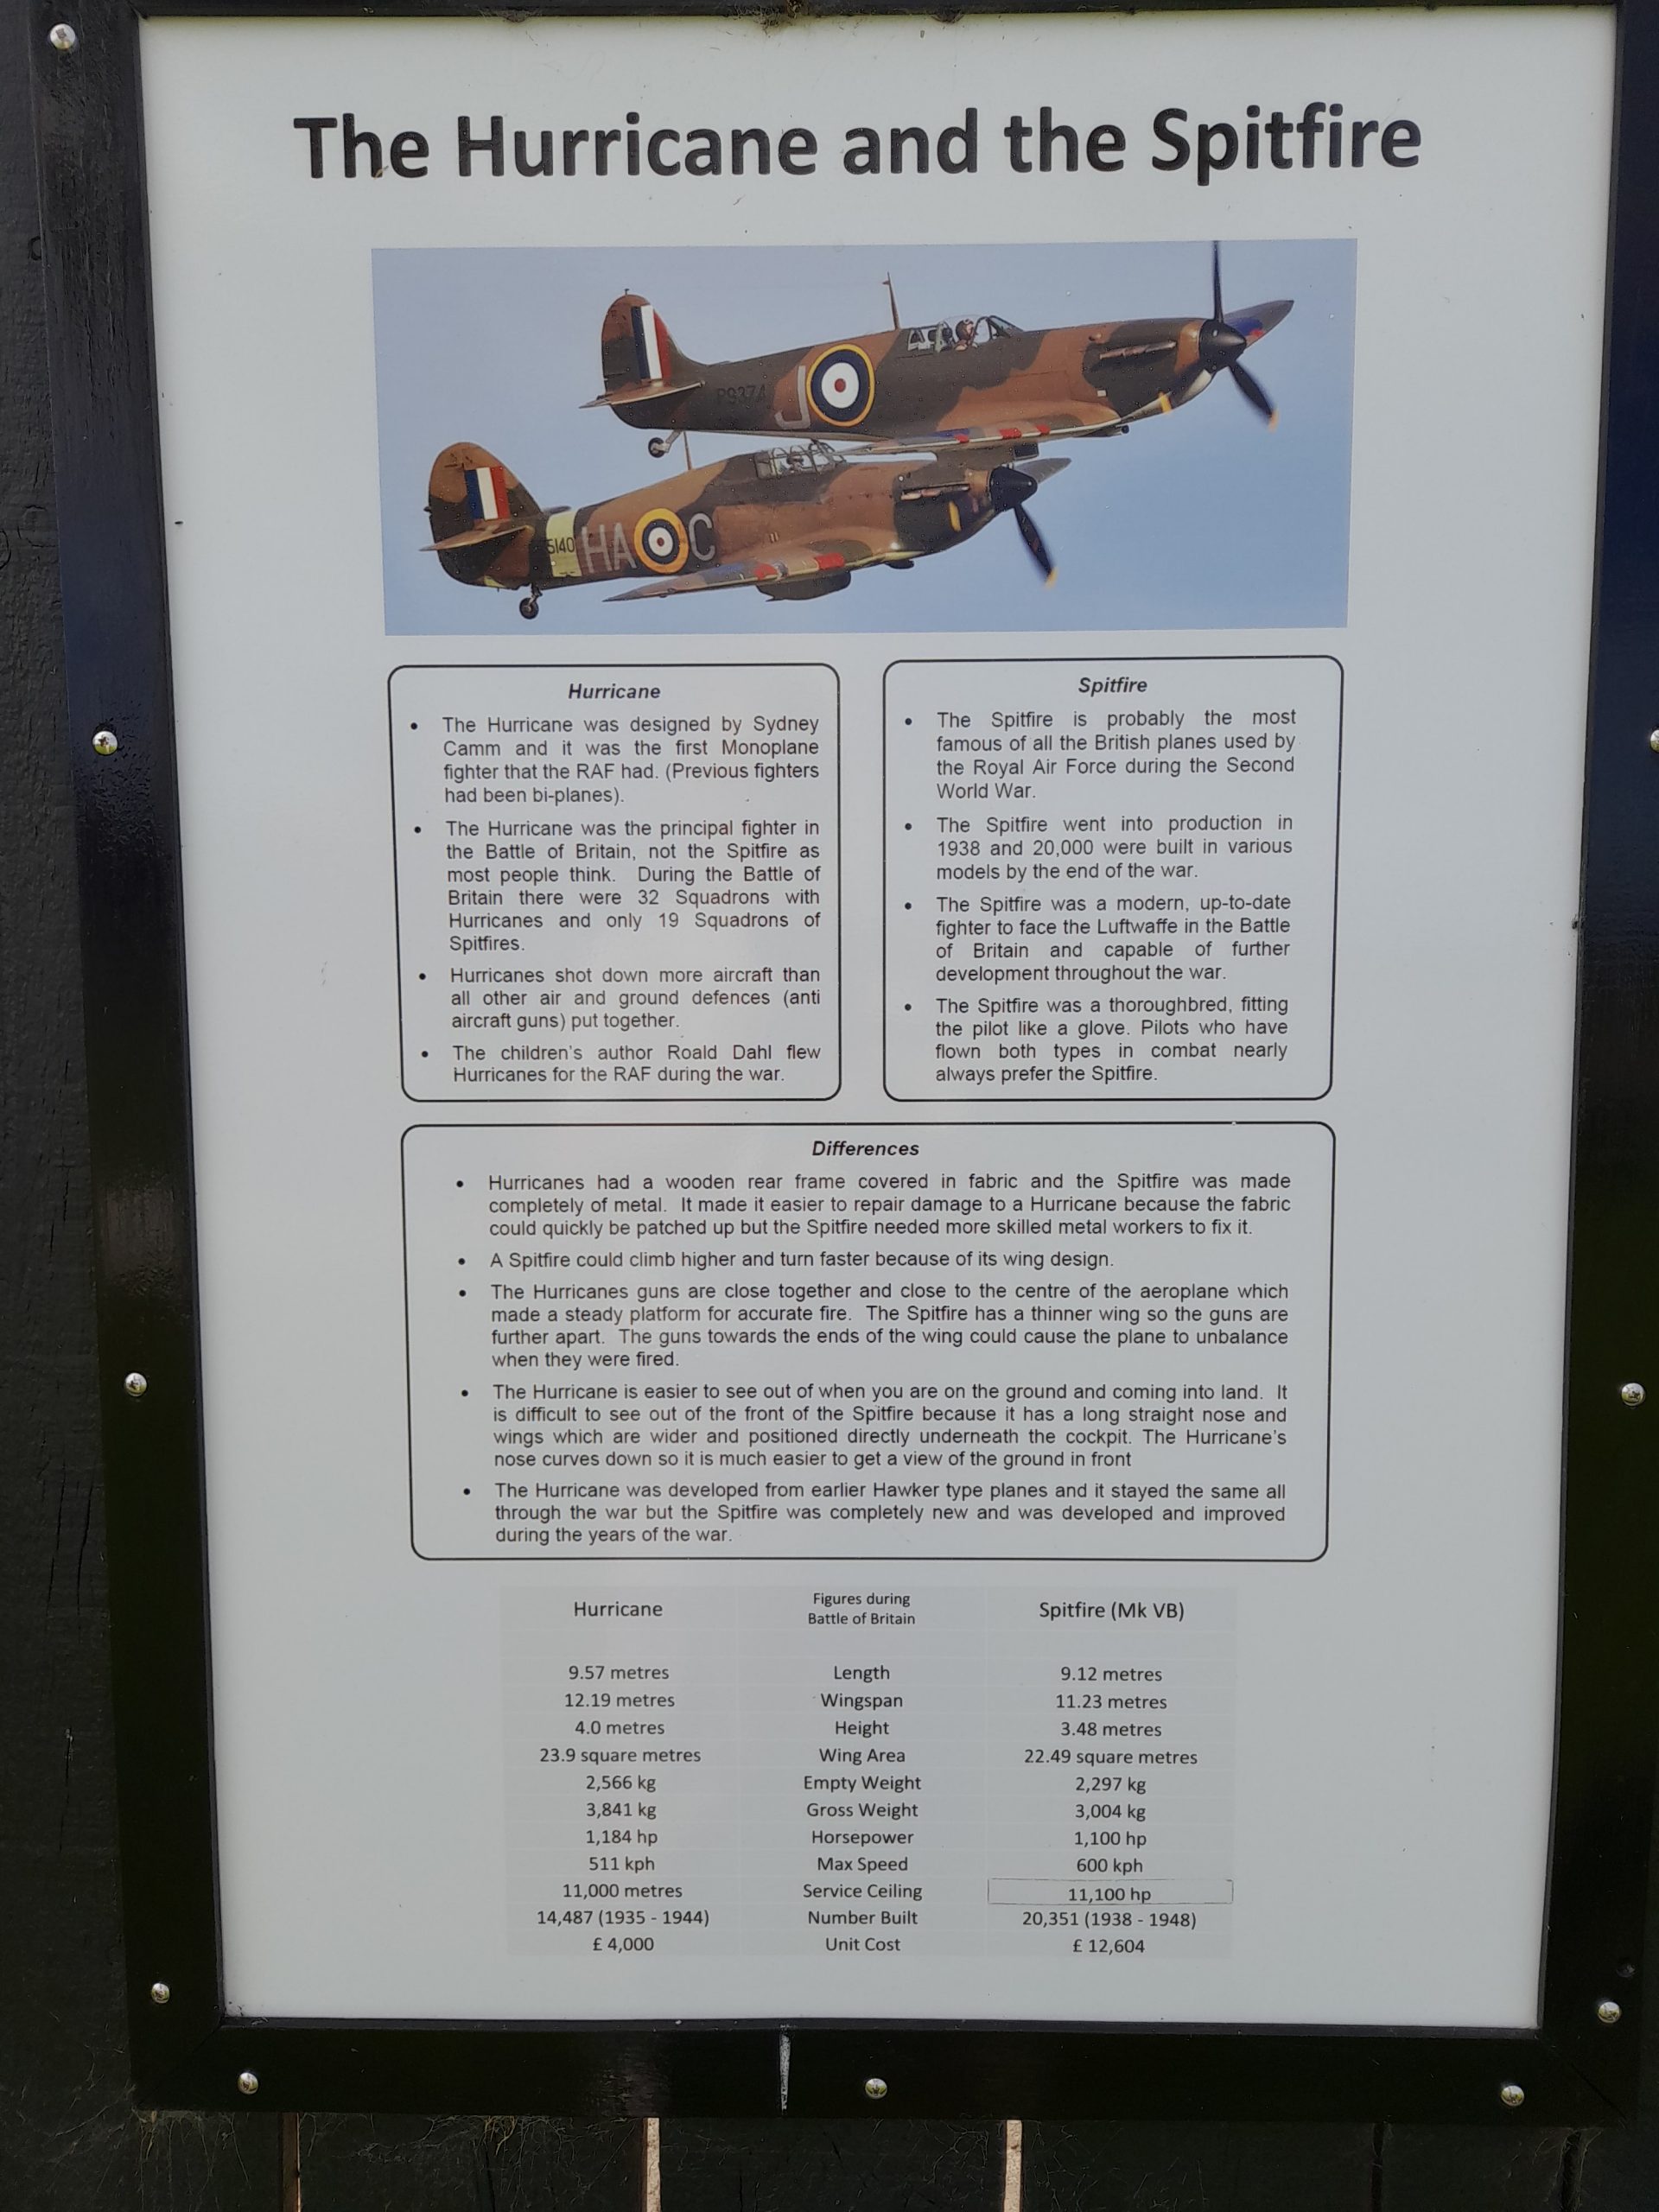 The Hurricane and the Spitfire
P9374
J
5140
HA C
Hurricane
• The Hurricane was designed by Sydney
Camm and it was the first Monoplane
fighter that the RAF had. (Previous fighters
had been bi-planes).
• The Hurricane was the principal fighter in
the Battle of Britain, not the Spitfire as
most people think. During the Battle of
Britain there were 32 Squadrons with
Hurricanes and only 19 Squadrons of
Spitfires.
• Hurricanes shot down more aircraft than
all other air and ground defences (anti
aircraft guns) put together.
• The children's author Roald Dahl flew
Hurricanes for the RAF during the war.
Spitfire
• The Spitfire is probably the most
famous of all the British planes used by
the Royal Air Force during the Second
World War.
• The Spitfire went into production in
1938 and 20,000 were built in various
models by the end of the war.
• The Spitfire was a modern, up-to-date
fighter to face the Luftwaffe in the Battle
of Britain and capable of further
development throughout the war.
• The Spitfire was a thoroughbred, fitting
the pilot like a glove. Pilots who have
flown both types in combat nearly
always prefer the Spitfire.
Differences
• Hurricanes had a wooden rear frame covered in fabric and the Spitfire was made
completely of metal. It made it easier to repair damage to a Hurricane because the fabric
could quickly be patched up but the Spitfire needed more skilled metal workers to fix it.
• A Spitfire could climb higher and turn faster because of its wing design.
• The Hurricanes guns are close together and close to the centre of the aeroplane which
made a steady platform for accurate fire. The Spitfire has a thinner wing so the guns are
further apart. The guns towards the ends of the wing could cause the plane to unbalance
when they were fired.
• The Hurricane is easier to see out of when you are on the ground and coming into land. It
is difficult to see out of the front of the Spitfire because it has a long straight nose and
wings which are wider and positioned directly underneath the cockpit. The Hurricane's
nose curves down so it is much easier to get a view of the ground in front
• The Hurricane was developed from earlier Hawker type planes and it stayed the same all
through the war but the Spitfire was completely new and was developed and improved
during the years of the war.
Hurricane Figures during Battle of Britain Spitfire (Mk VB)
9.57 metres Length 9.12 metres
12.19 metres Wingspan 11.23 metres
4.0 metres Height 3.48 metres
23.9 square metres Wing Area 22.49 square metres
2,566 kg Empty Weight 2,297 kg
3,841 kg Gross Weight 3,004 kg
1,184 hp Horsepower 1,100 hp
511 kph Max Speed 600 kph
11,000 metres Service Ceiling 11,100 hp
14,487 (1935 - 1944) Number Built 20,351 (1938 - 1948)
£ 4,000 Unit Cost £ 12,604